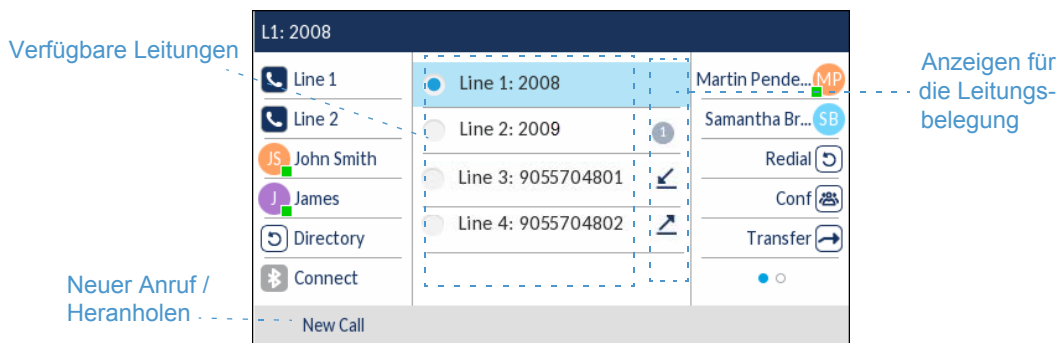 L1: 2008
Verfügbare Leitungen
Line 1
Line 2
JS John Smith
J James
Directory
Connect
Line 1: 2008
Line 2: 2009
1
Line 3: 9055704801
Line 4: 9055704802
Martin Pende... MP
Samantha Br... SB
Redial
Conf
Transfer
Anzeigen für
die Leitungs-
belegung
Neuer Anruf /
Heranholen
New Call